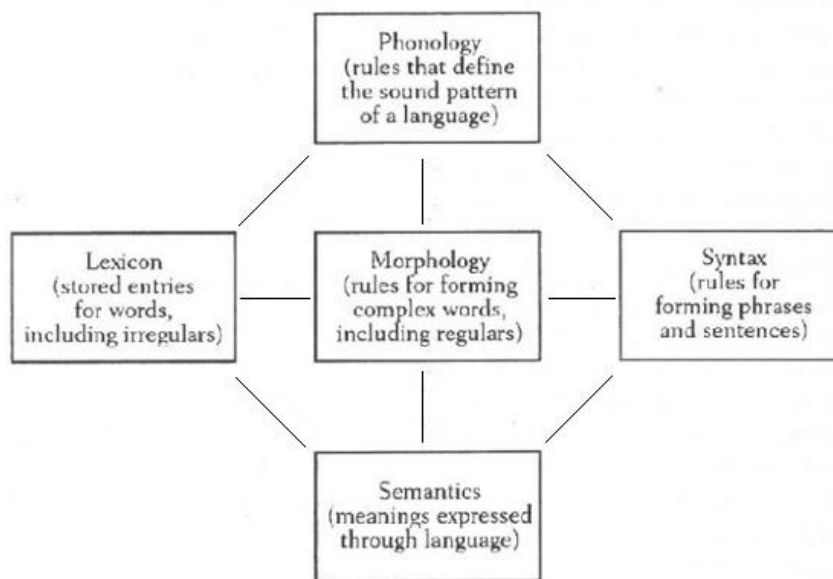 Phonology
(rules that define
the sound pattern
of a language)
Lexicon
(stored entries
for words,
including irregulars)
Morphology
(rules for forming
complex words,
including regulars)
Syntax
(rules for
forming phrases
and sentences)
Semantics
(meanings expressed
through language)